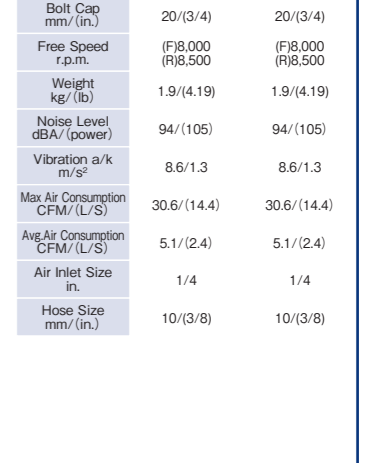 Bolt Cap
mm/(in.)
20/(3/4) 20/(3/4)
Free Speed
r.p.m.
(F)8,000 (F)8,000
(R)8,500 (R)8,500
Weight
kg/(lb)
1.9/(4.19) 1.9/(4.19)
Noise Level
dBA/(power)
94/(105) 94/(105)
Vibration a/k
m/s²
8.6/1.3 8.6/1.3
Max Air Consumption
CFM/(L/S)
30.6/(14.4) 30.6/(14.4)
Avg.Air Consumption
CFM/(L/S)
5.1/(2.4) 5.1/(2.4)
Air Inlet Size
in.
1/4 1/4
Hose Size
mm/(in.)
10/(3/8) 10/(3/8)